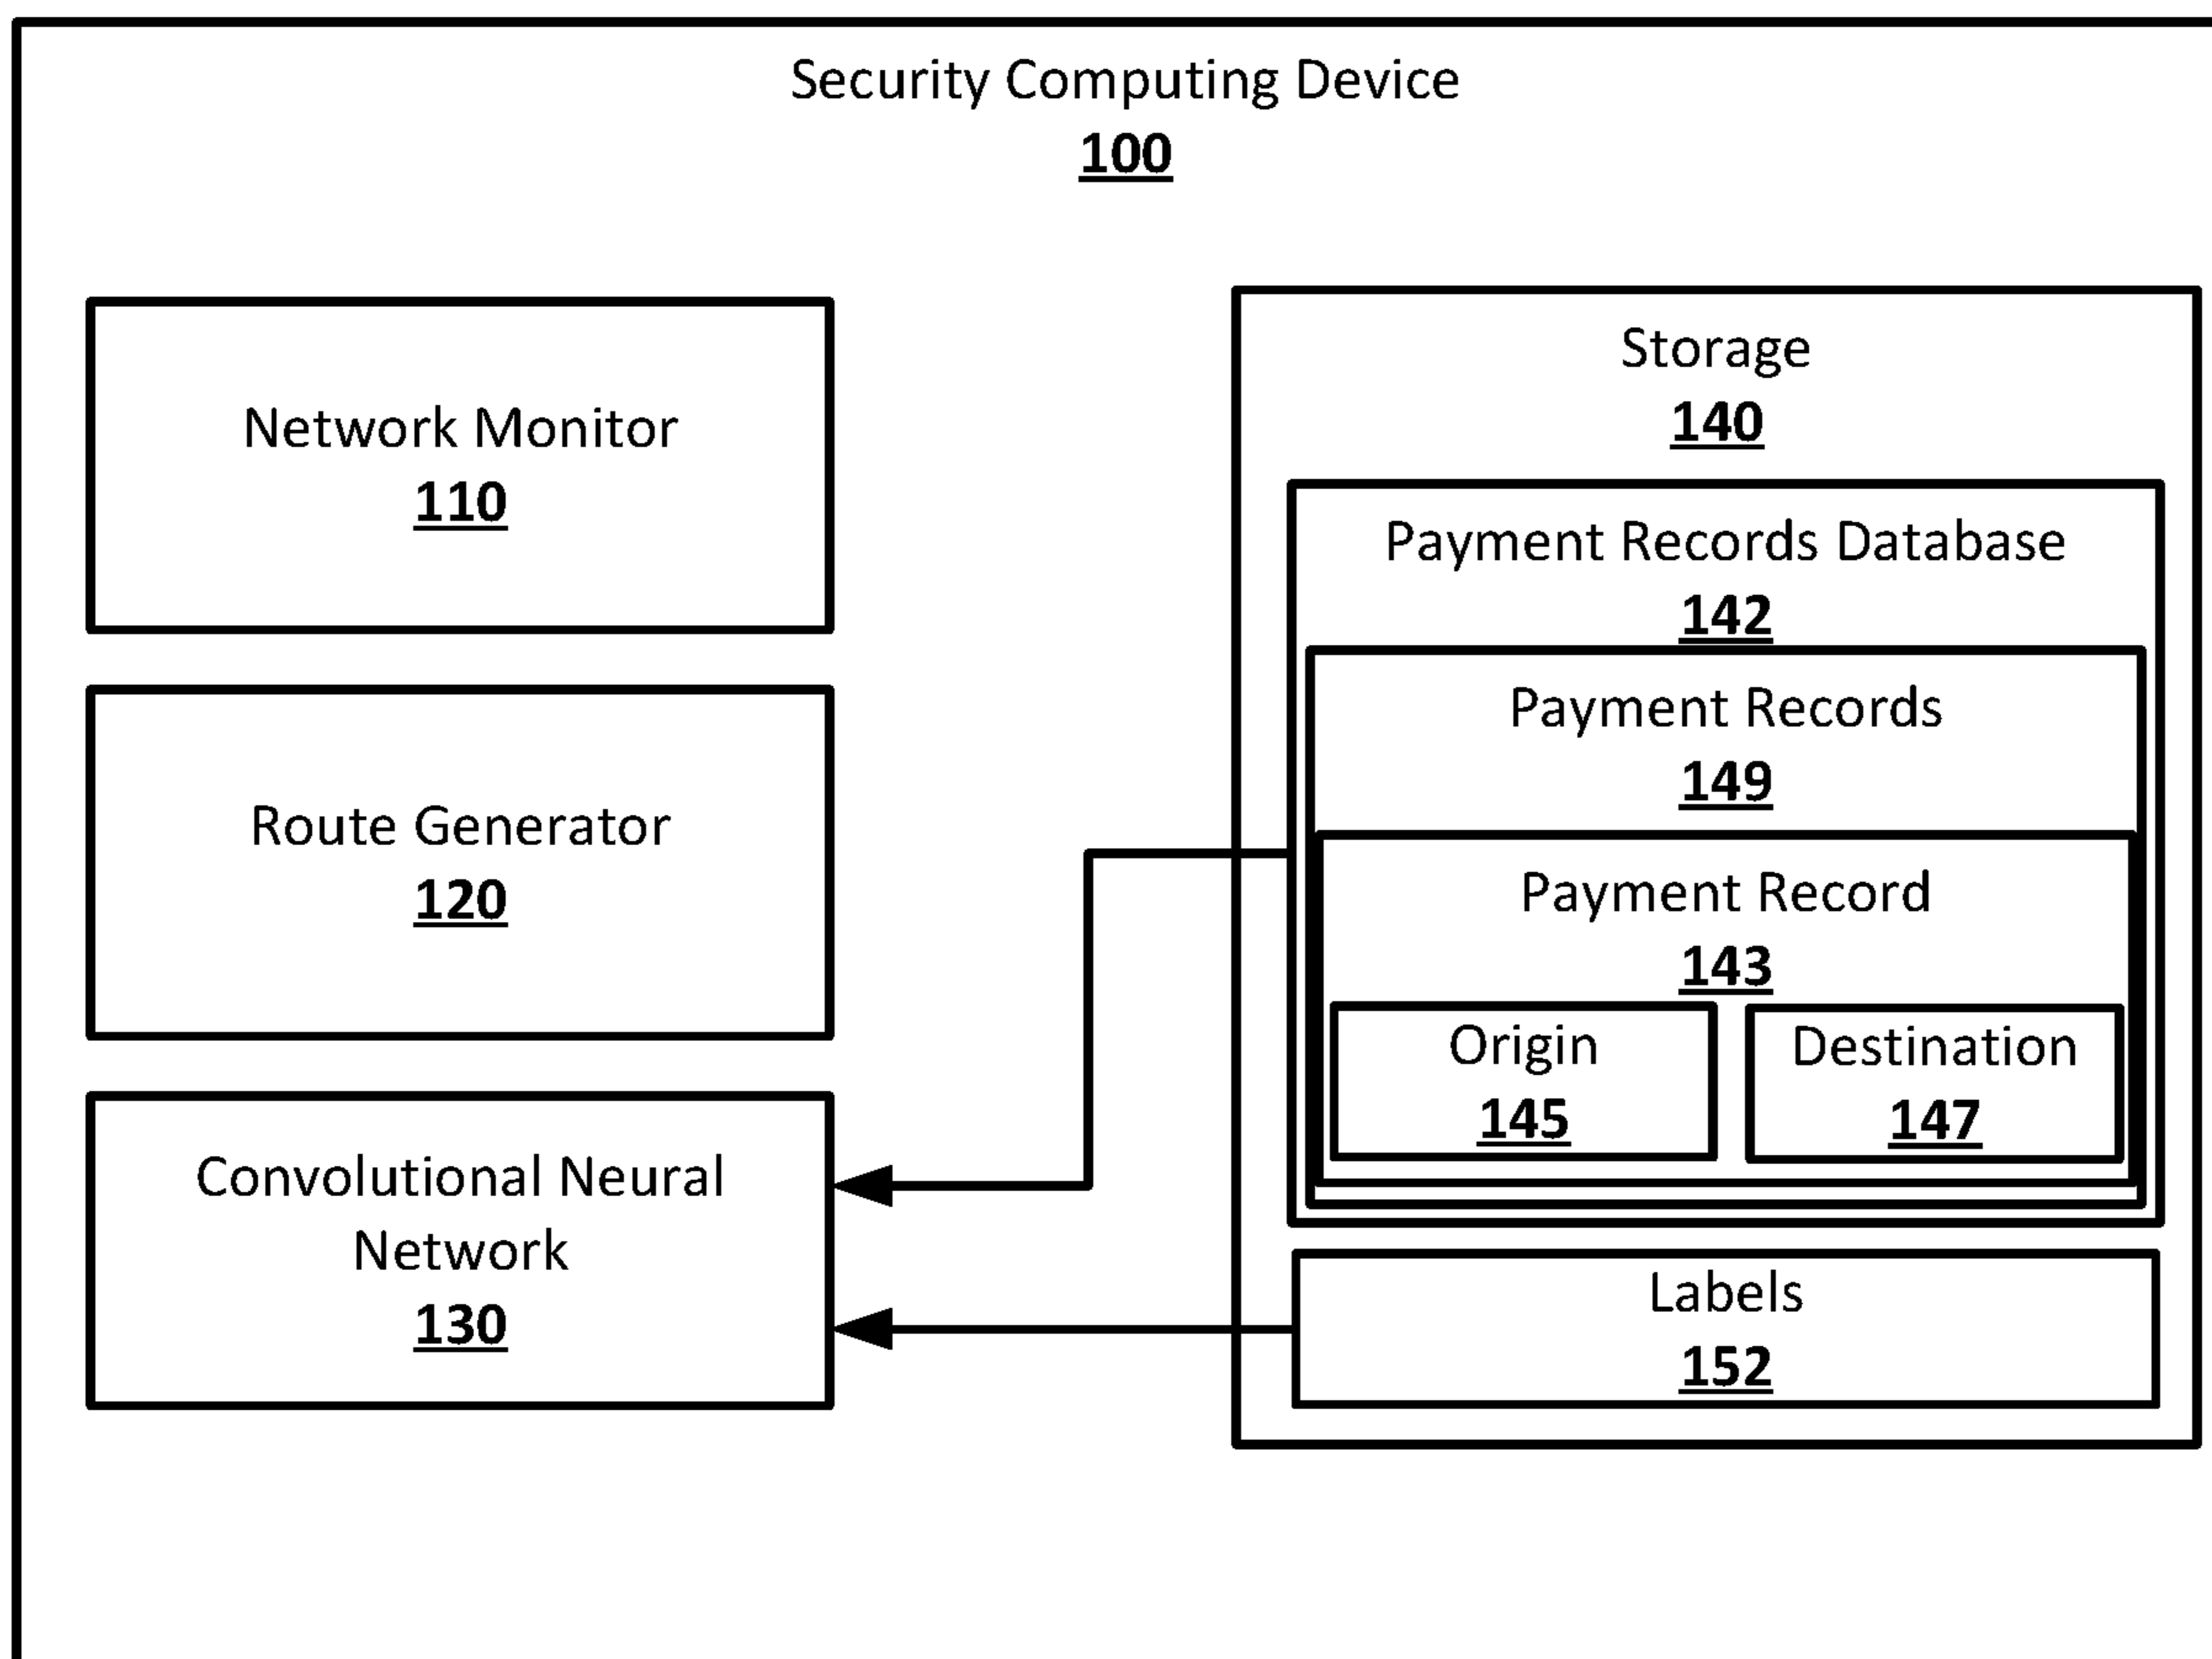 Security Computing Device
100
Network Monitor
110
Route Generator
120
Convolutional Neural
Network
130
Storage
140
Payment Records Database
142
Payment Records
149
Payment Record
143
Origin
145
Destination
147
Labels
152